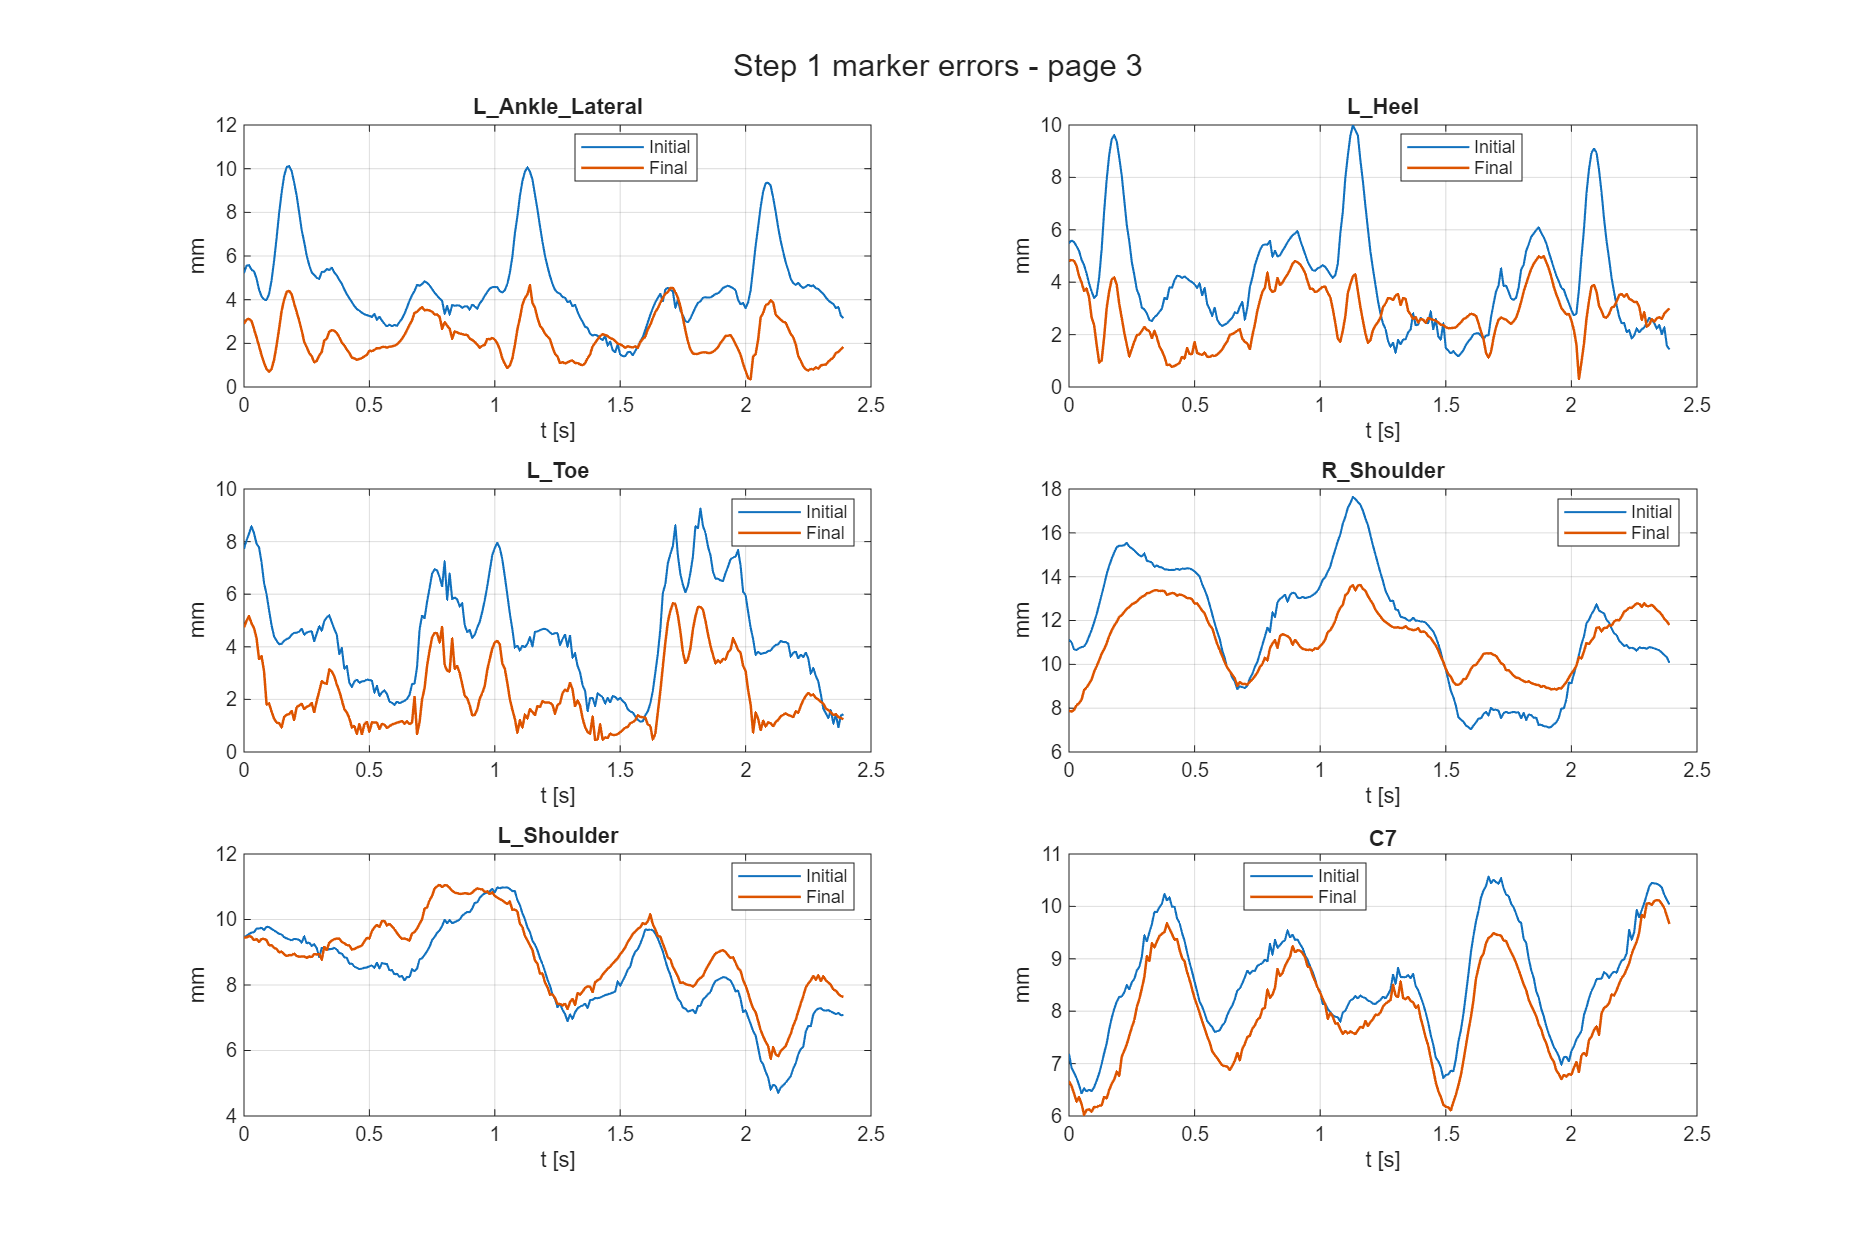 Step 1 marker errors - page 3
L_Ankle_Lateral
12
10
8
6
4
2
0
mm
0 0.5 1 1.5 2 2.5
t [s]
Initial
Final
L_Heel
10
8
6
4
2
0
mm
0 0.5 1 1.5 2 2.5
t [s]
Initial
Final
L_Toe
10
8
6
4
2
0
mm
0 0.5 1 1.5 2 2.5
t [s]
Initial
Final
R_Shoulder
18
16
14
12
10
8
6
mm
0 0.5 1 1.5 2 2.5
t [s]
Initial
Final
L_Shoulder
12
10
8
6
4
mm
0 0.5 1 1.5 2 2.5
t [s]
Initial
Final
C7
11
10
9
8
7
6
mm
0 0.5 1 1.5 2 2.5
t [s]
Initial
Final